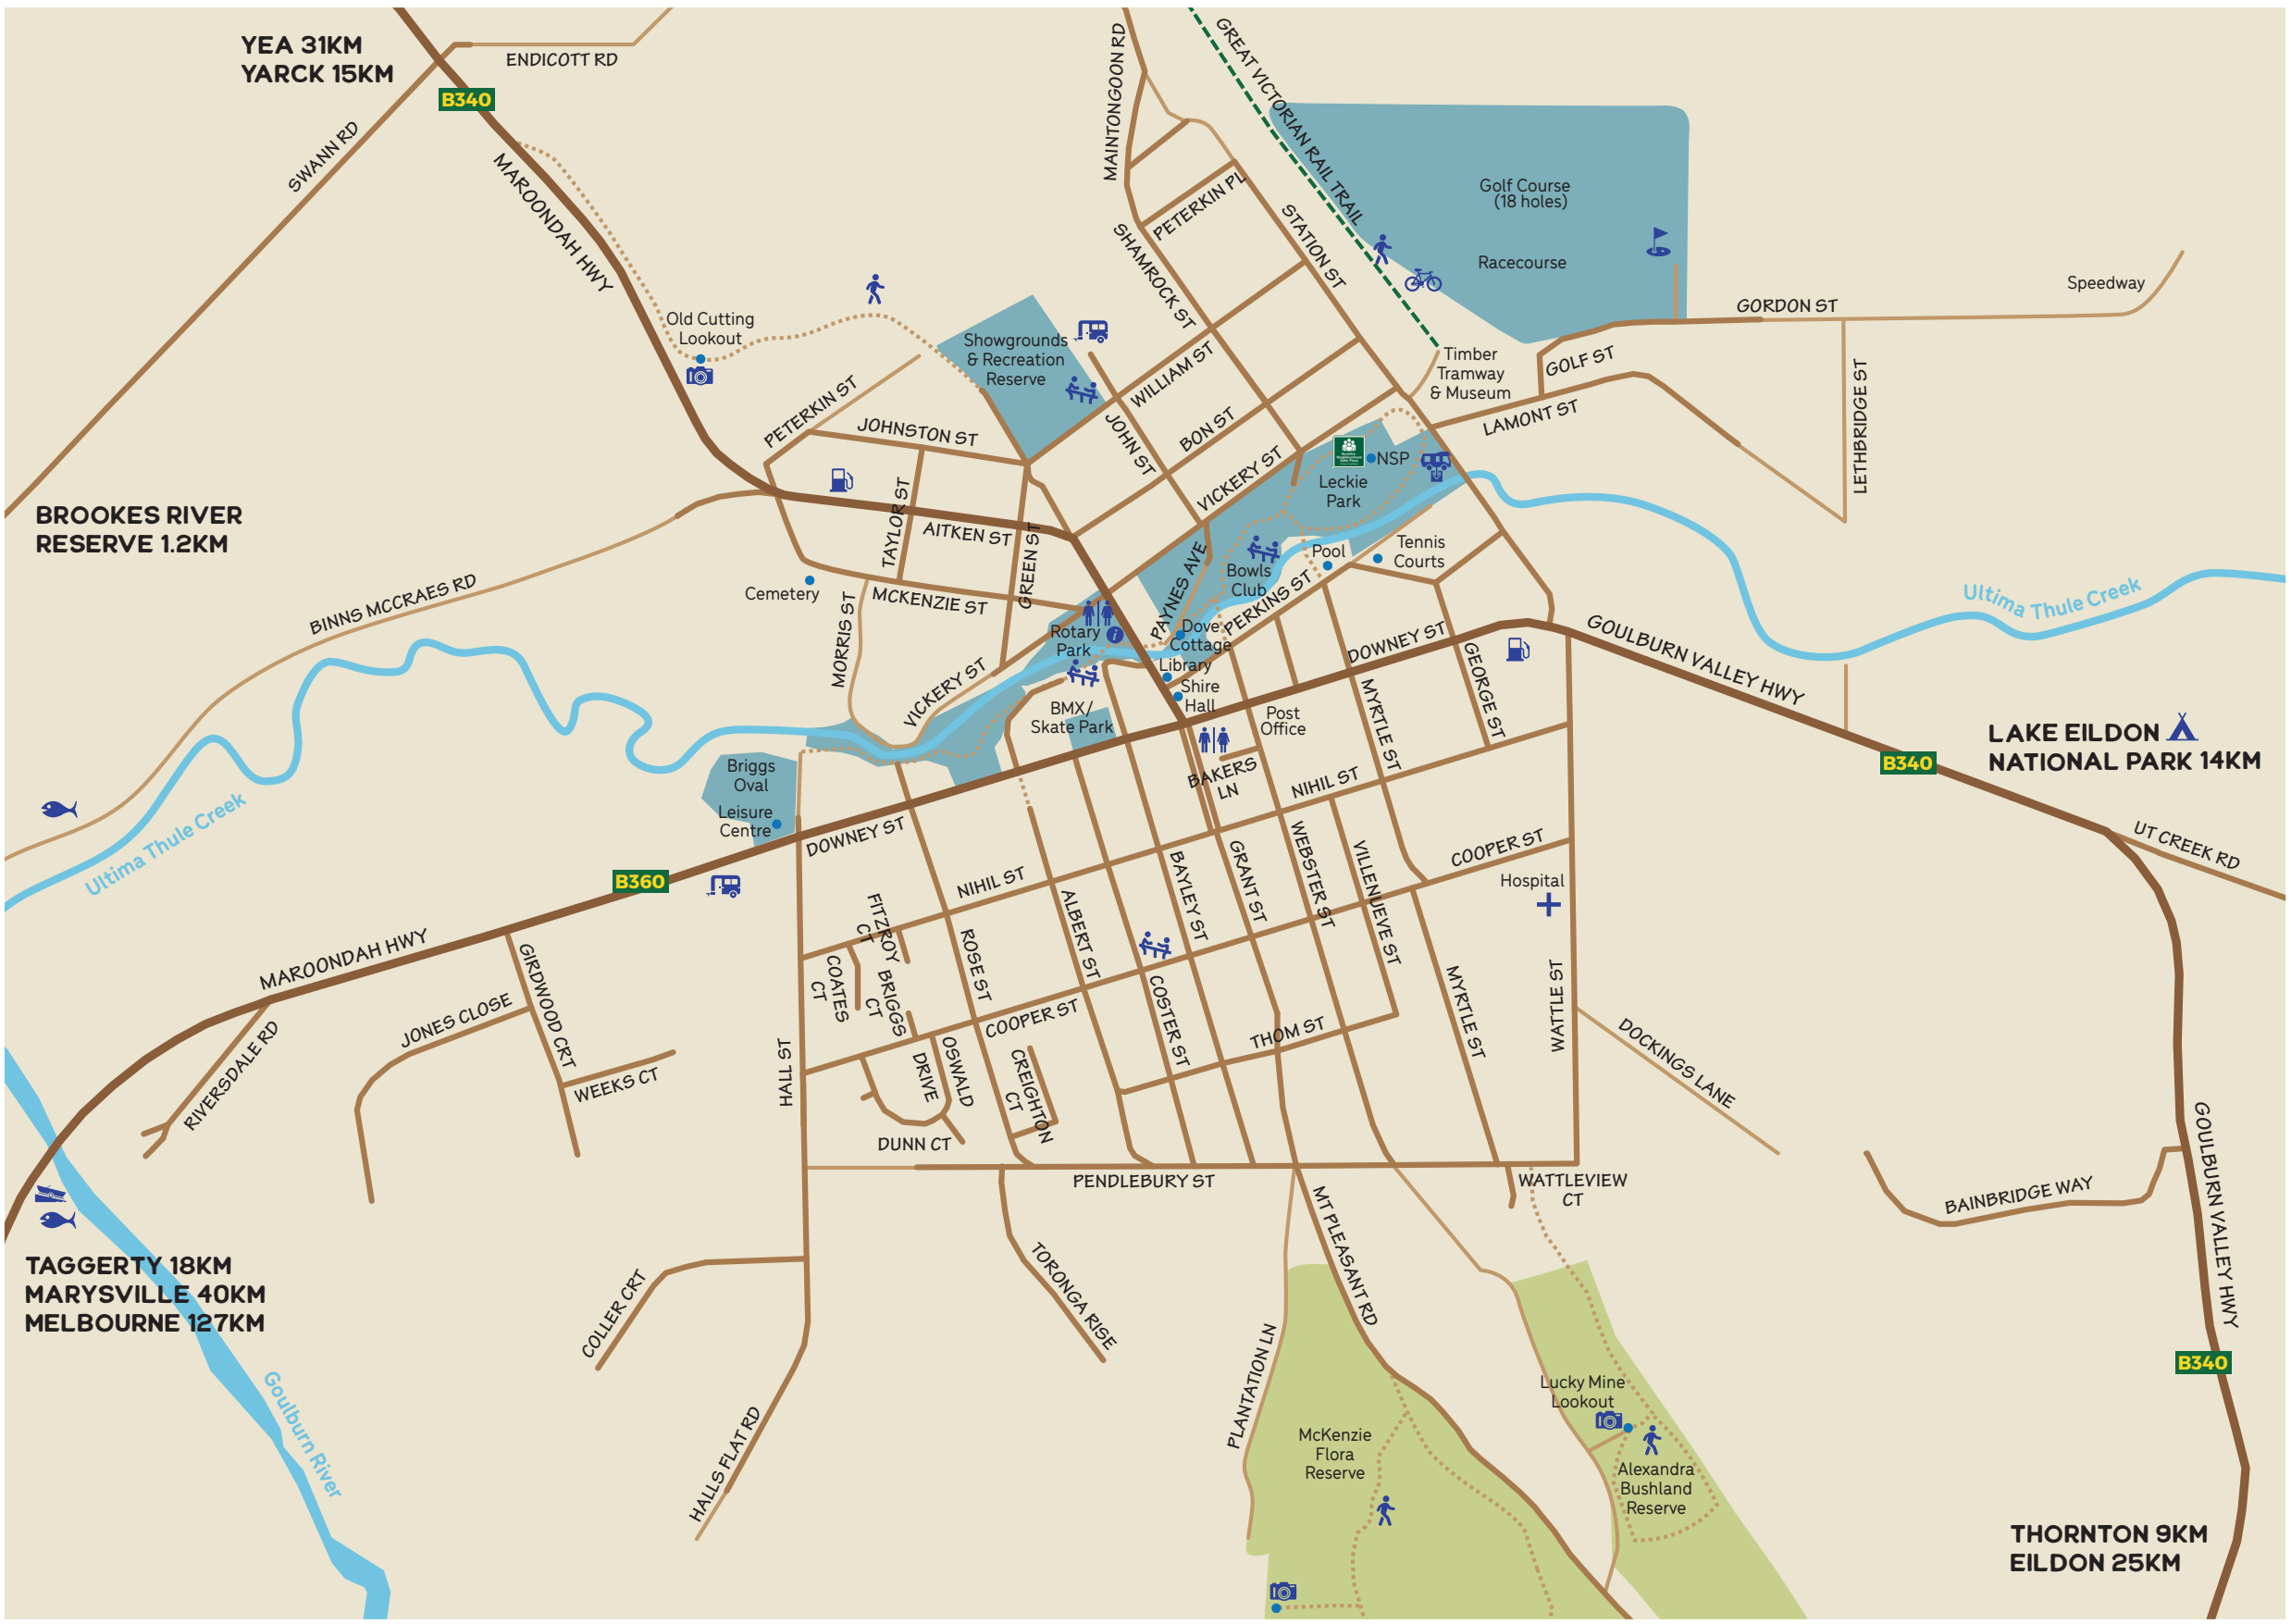 YEA 31KM
YARCK 15KM
ENDICOTT RD
B340
SWANN RD
MAROONDAH HWY
MAINTONGOON RD
GREAT VICTORIAN RAIL TRAIL
Golf Course
(18 holes)
Racecourse
PETERKIN PL
STATION ST
SHAMROCK ST
Speedway
GORDON ST
Old Cutting
Lookout
Showgrounds
& Recreation
Reserve
WILLIAM ST
Timber
Tramway
& Museum
GOLF ST
LAMONT ST
LETHBRIDGE ST
PETERKIN ST
JOHNSTON ST
JOHN ST
BON ST
VICKERY ST
NSP
Leckie
Park
BROOKES RIVER
RESERVE 1.2KM
TAYLOR ST
AITKEN ST
GREEN ST
PAYNES AVE
Bowls
Club
Pool
Tennis
Courts
PERKINS ST
Cemetery
MCKENZIE ST
MORRIS ST
BINNS MCCRAES RD
Rotary
Park
i
Dove
Cottage
Library
Shire
Hall
DOWNEY ST
GOULBURN VALLEY HWY
Ultima Thule Creek
VICKERY ST
BMX/
Skate Park
Post
Office
MYRTLE ST
GEORGE ST
BAKERS
LN
NIHIL ST
LAKE EILDON
NATIONAL PARK 14KM
B340
Briggs
Oval
Leisure
Centre
DOWNEY ST
Ultima Thule Creek
B360
UT CREEK RD
NIHIL ST
FITZROY
CT
COATES
CT
BRIGGS
CT
ROSE ST
ALBERT ST
BAYLEY ST
GRANT ST
WEBSTER ST
VILLENUEVE ST
COOPER ST
Hospital
MAROONDAH HWY
GIRDWOOD CRT
JONES CLOSE
RIVERSDALE RD
WEEKS CT
HALL ST
OSWALD
DRIVE
COOPER ST
CREIGHTON
CT
COSTER ST
THOM ST
MYRTLE ST
WATTLE ST
DOCKINGS LANE
DUNN CT
PENDLEBURY ST
WATTLEVIEW
CT
BAINBRIDGE WAY
GOULBURN VALLEY HWY
TAGGERTY 18KM
MARYSVILLE 40KM
MELBOURNE 127KM
COLLER CRT
TORONGA RISE
MT PLEASANT RD
PLANTATION LN
B340
Goulburn River
HALLS FLAT RD
McKenzie
Flora
Reserve
Lucky Mine
Lookout
Alexandra
Bushland
Reserve
THORNTON 9KM
EILDON 25KM